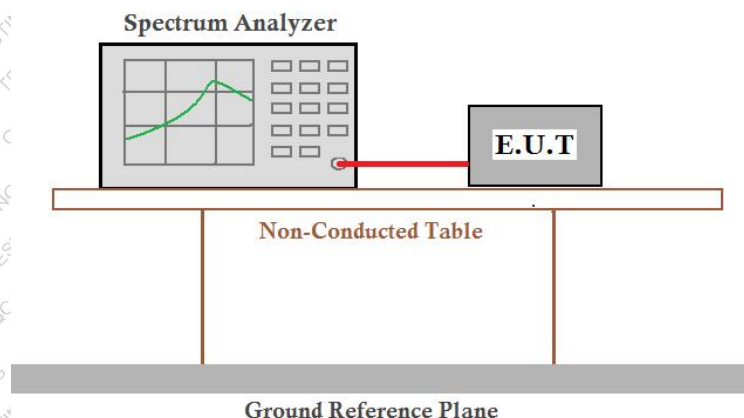 Spectrum Analyzer
E.U.T
Non-Conducted Table
Ground Reference Plane